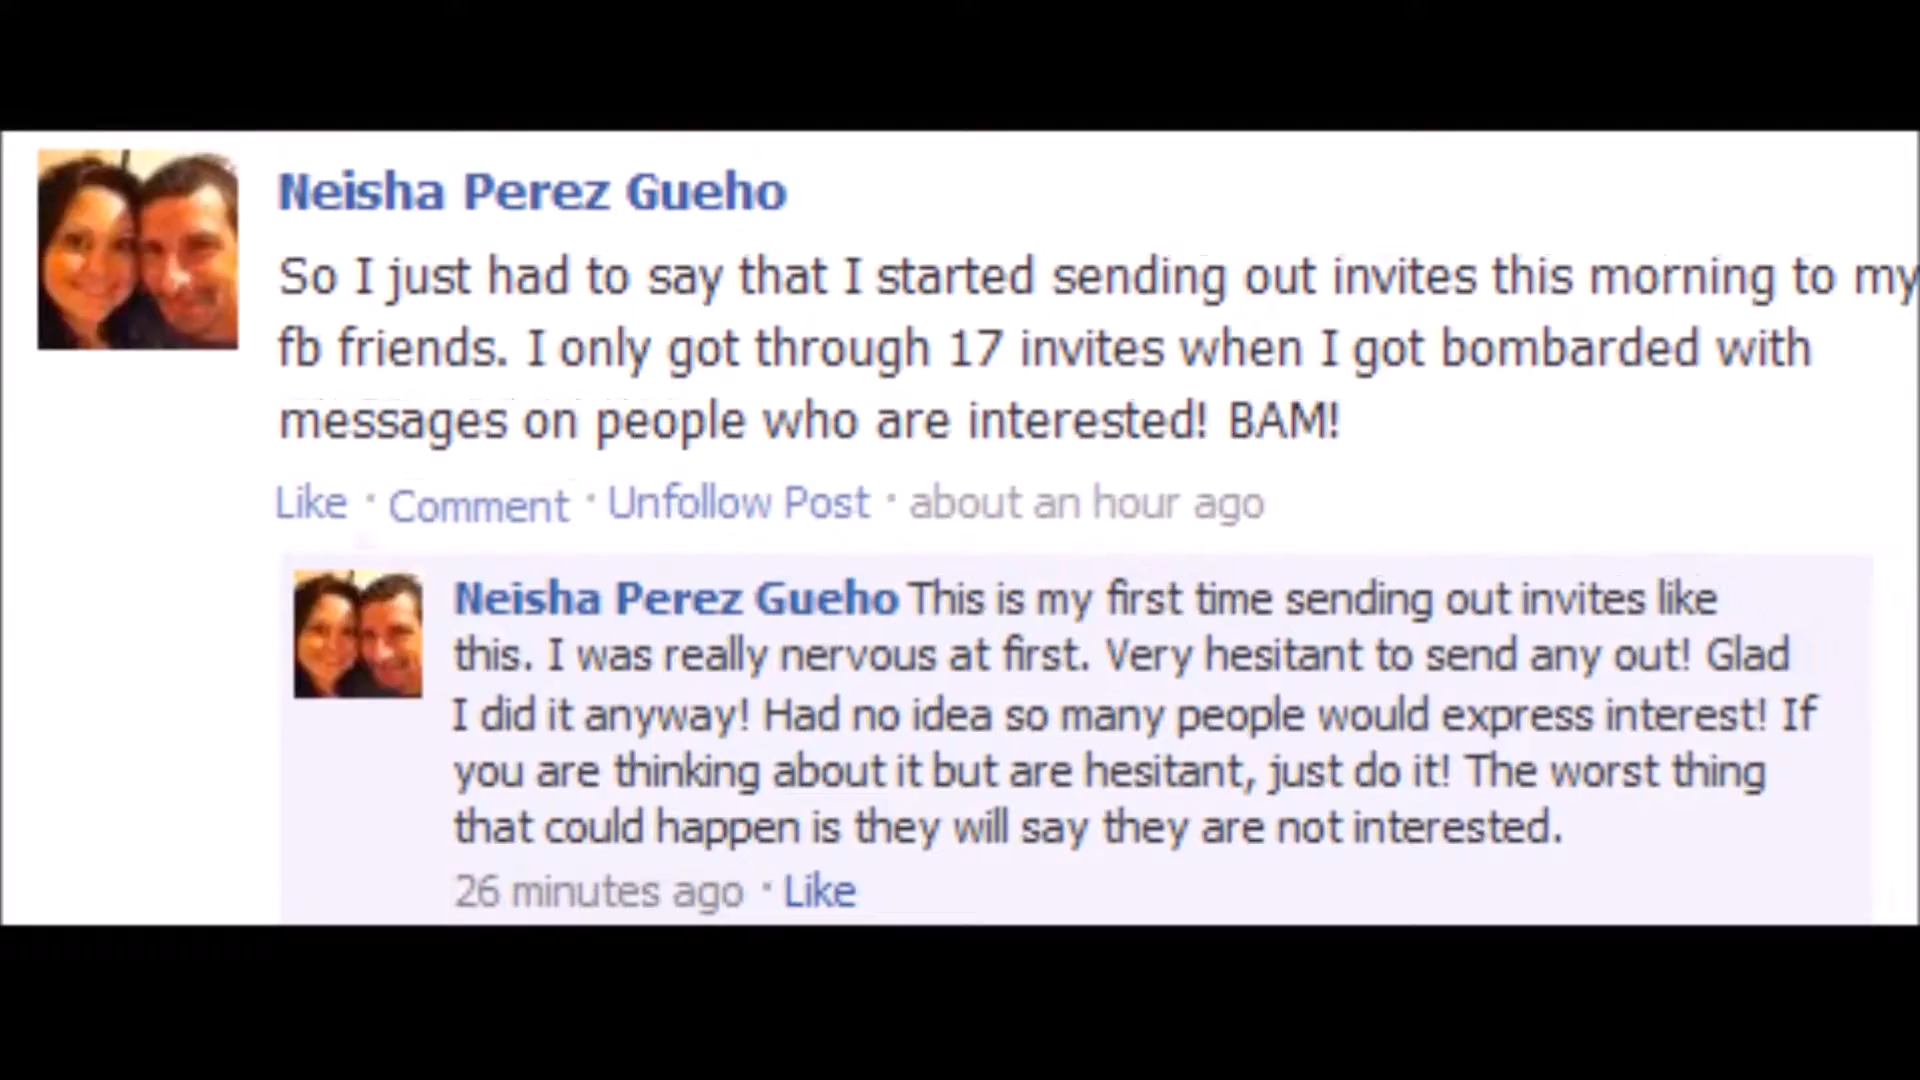 Neisha Perez Gueho
So I just had to say that I started sending out invites this morning to my
fb friends. I only got through 17 invites when I got bombarded with
messages on people who are interested! BAM!
Like · Comment · Unfollow Post · about an hour ago
Neisha Perez Gueho This is my first time sending out invites like
this. I was really nervous at first. Very hesitant to send any out! Glad
I did it anyway! Had no idea so many people would express interest! If
you are thinking about it but are hesitant, just do it! The worst thing
that could happen is they will say they are not interested.
26 minutes ago · Like